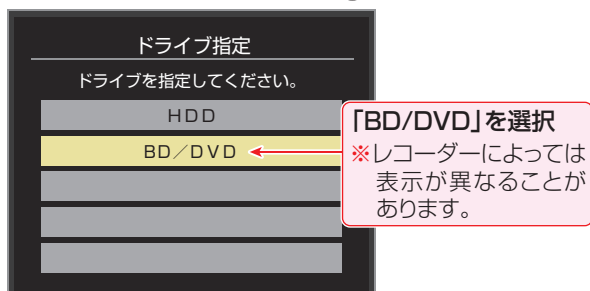 ドライブ指定
ドライブを指定してください。
HDD
BD／DVD
「BD/DVD」を選択
※レコーダーによっては
表示が異なることが
あります。